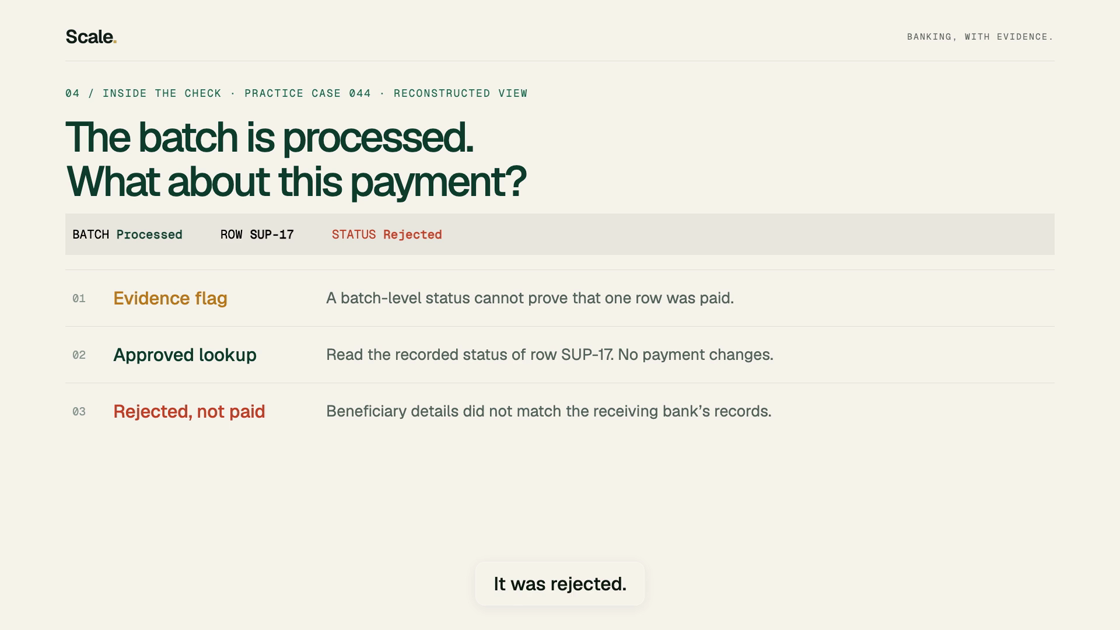 Scale.
BANKING, WITH EVIDENCE.
04 / INSIDE THE CHECK · PRACTICE CASE 044 · RECONSTRUCTED VIEW
The batch is processed.
What about this payment?
BATCH Processed ROW SUP-17 STATUS Rejected
01 Evidence flag A batch-level status cannot prove that one row was paid.
02 Approved lookup Read the recorded status of row SUP-17. No payment changes.
03 Rejected, not paid Beneficiary details did not match the receiving bank’s records.
It was rejected.